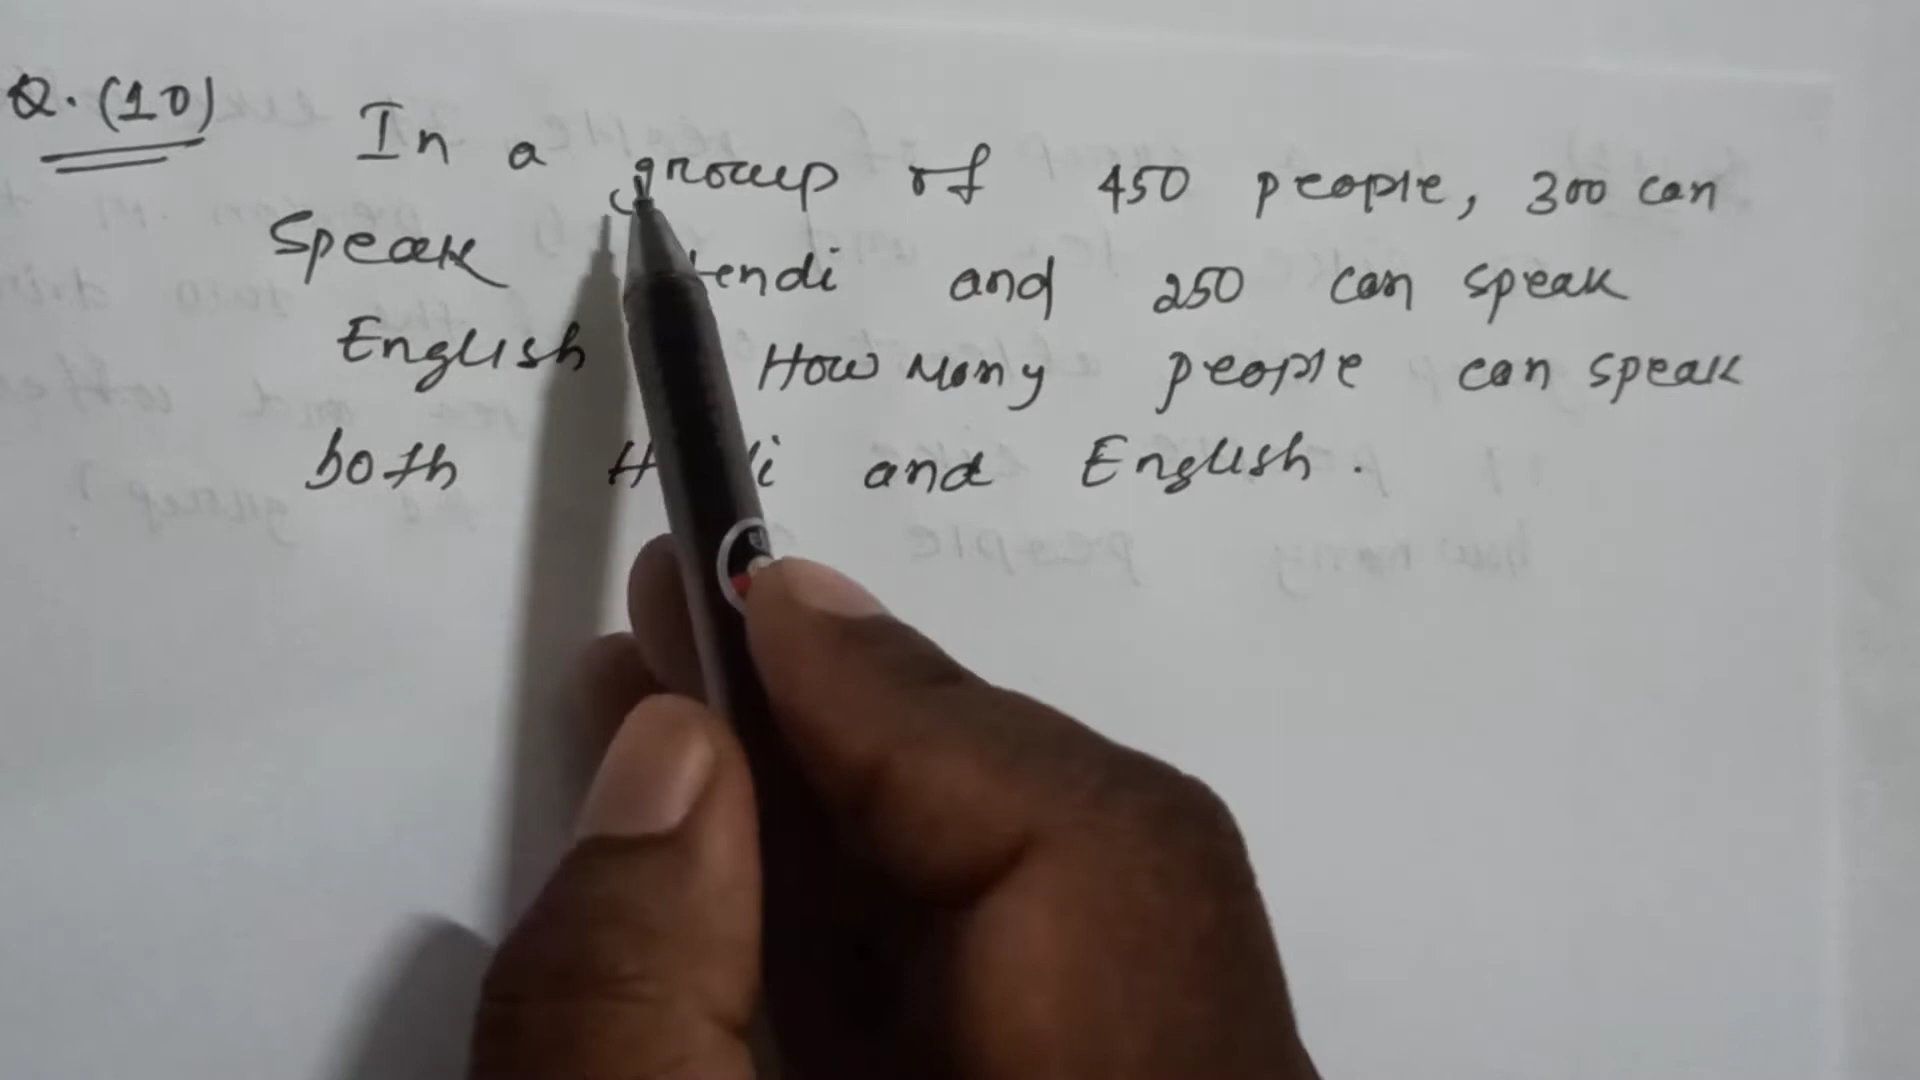 Q. (10) In a group of 450 people, 300 can
Speak Hendi and 250 can speak
English How Many people can speak
both and English.